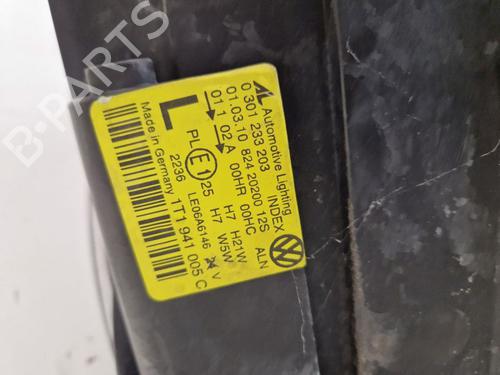 AL Automotive Lighting
0 301 233 203 INDEX
01.03.10 824 20200 12S ALN
01 1 02 A 00HR 00HC
H7 H21W
L PL E1 25 H7 W5W
2236 LE06A6146 V
Made in Germany 1T1 941 005 C
B-PARTS